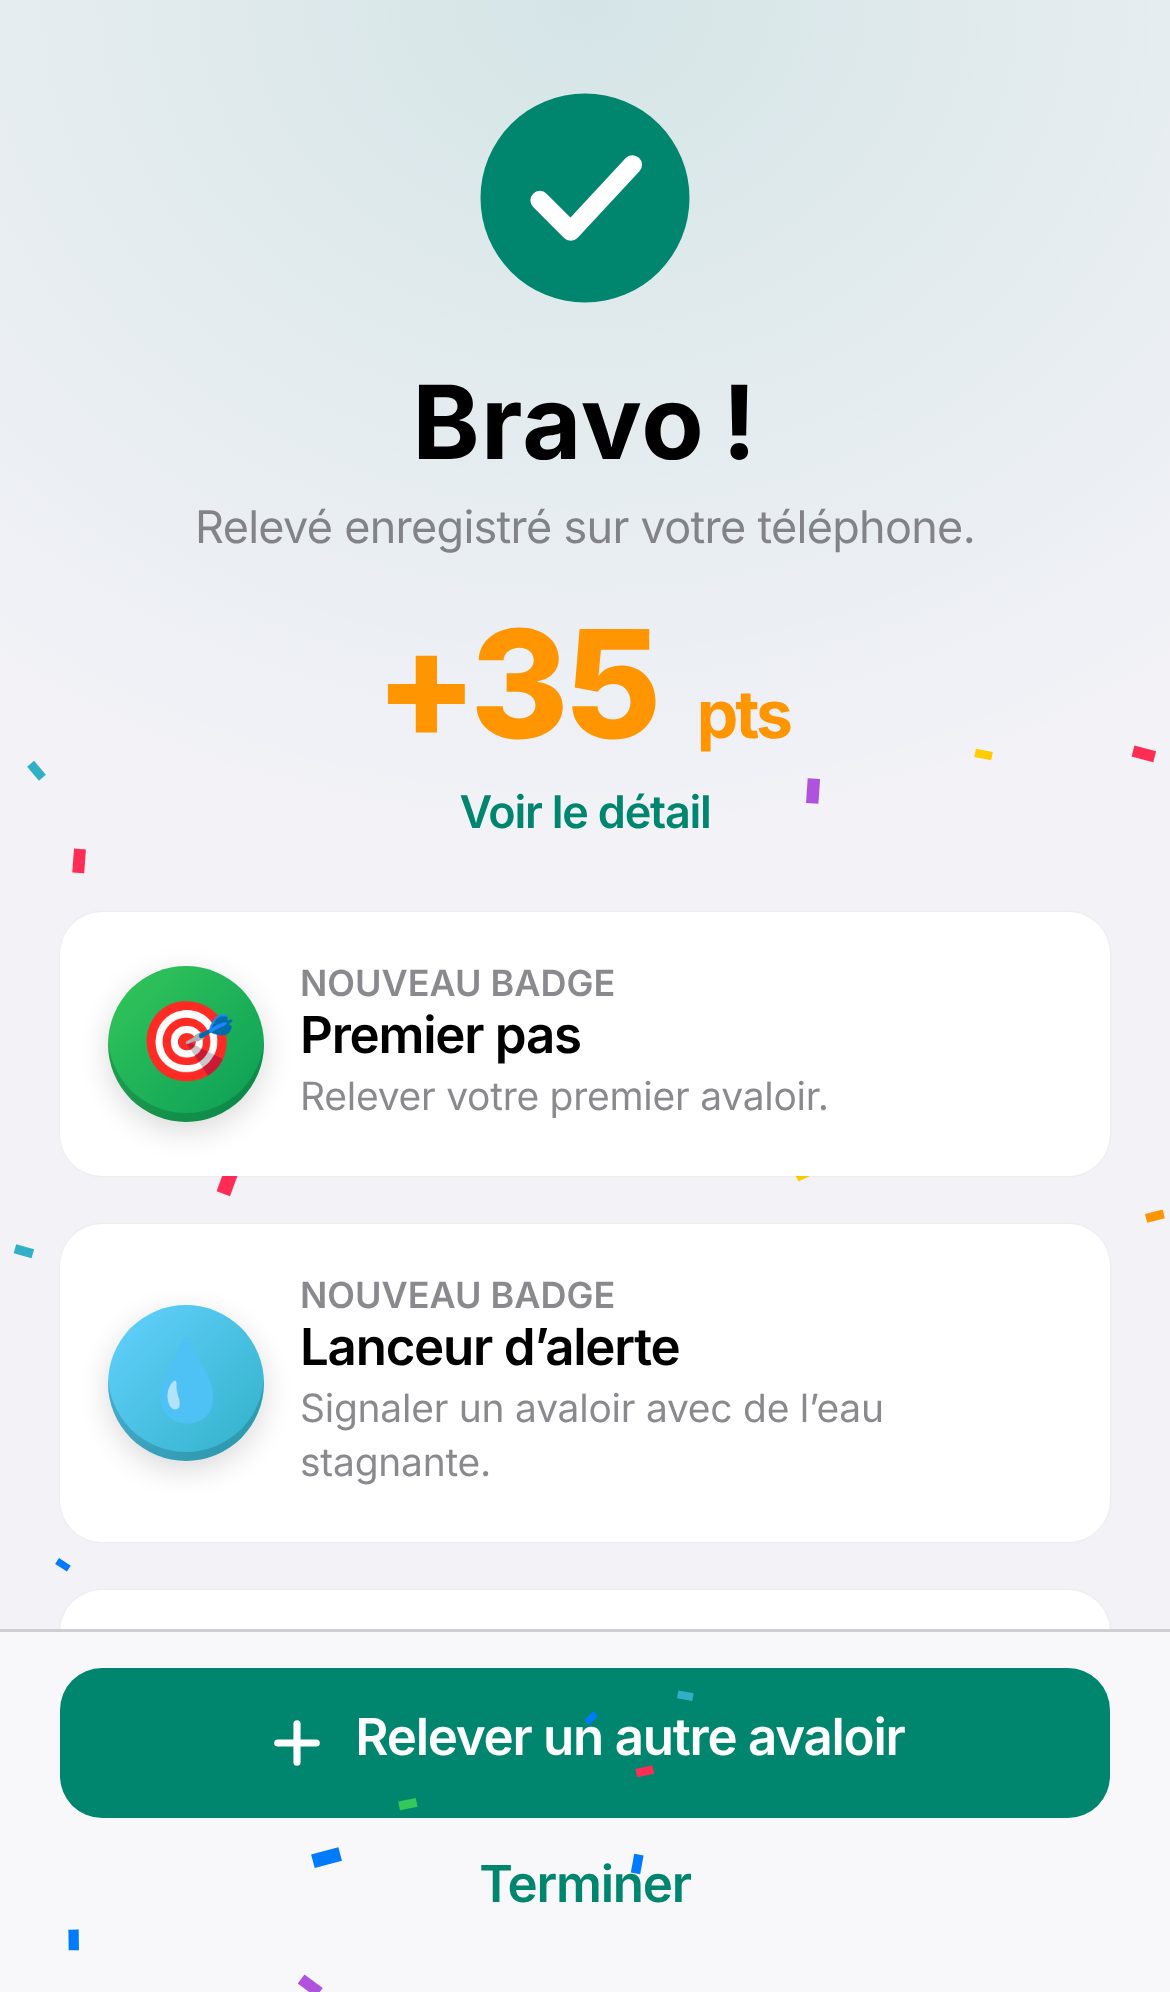 Bravo !
Relevé enregistré sur votre téléphone.
+35 pts
Voir le détail
NOUVEAU BADGE
Premier pas
Relever votre premier avaloir.
NOUVEAU BADGE
Lanceur d’alerte
Signaler un avaloir avec de l’eau
stagnante.
+ Relever un autre avaloir
Terminer